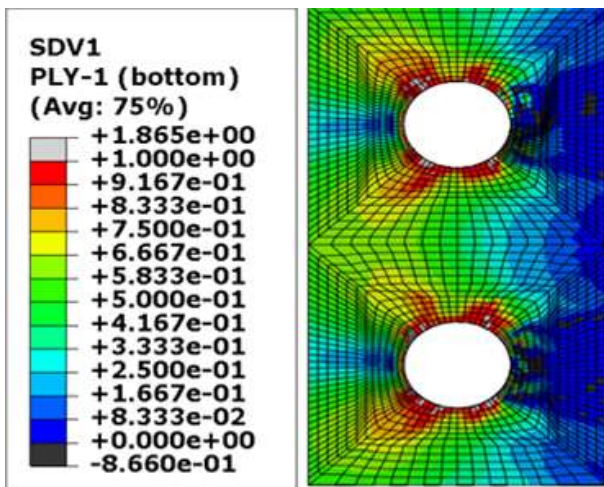 SDV1
PLY-1 (bottom)
(Avg: 75%)
+1.865e+00
+1.000e+00
+9.167e-01
+8.333e-01
+7.500e-01
+6.667e-01
+5.833e-01
+5.000e-01
+4.167e-01
+3.333e-01
+2.500e-01
+1.667e-01
+8.333e-02
+0.000e+00
-8.660e-01